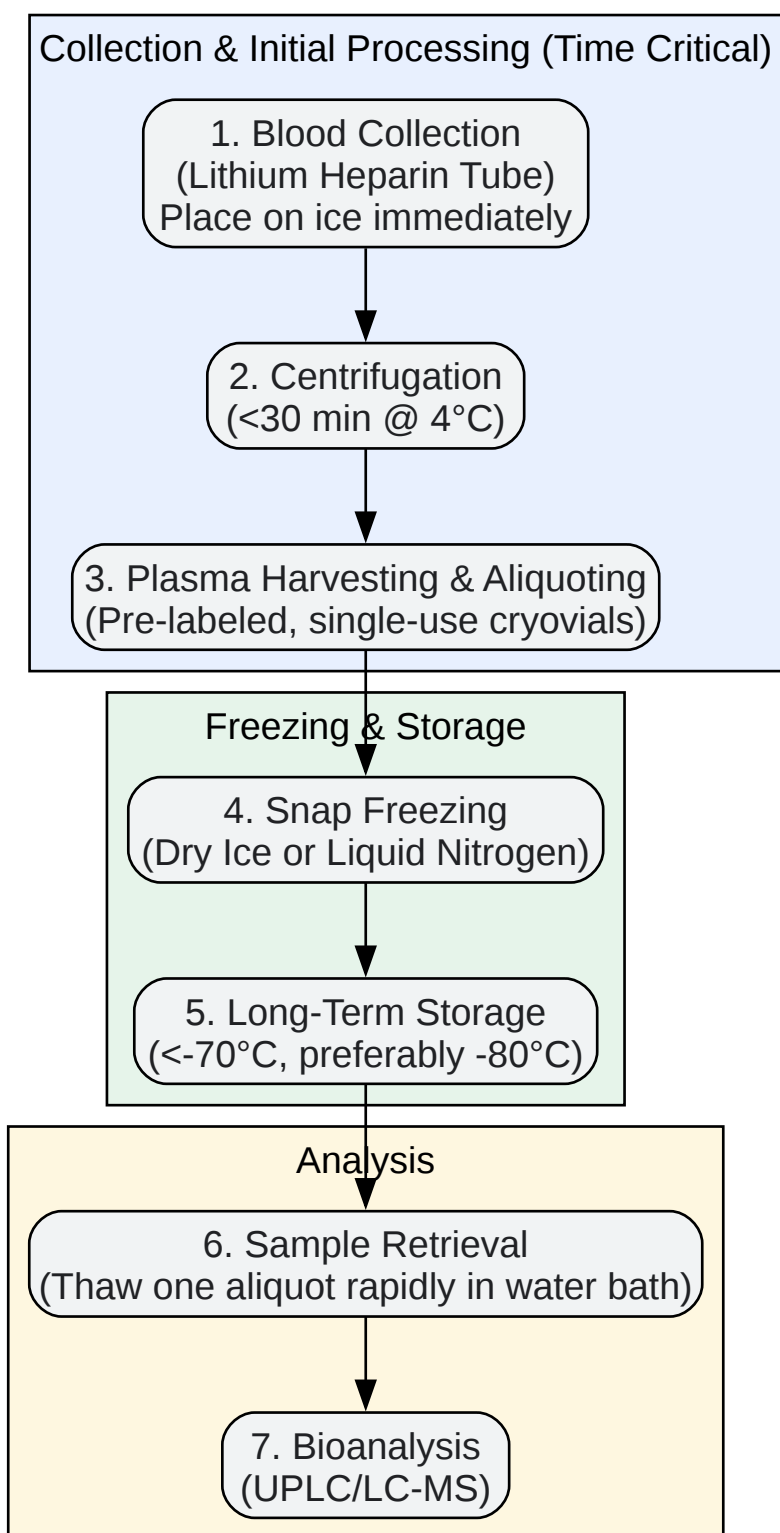 Collection & Initial Processing (Time Critical)
1. Blood Collection
(Lithium Heparin Tube)
Place on ice immediately
2. Centrifugation
(<30 min @ 4°C)
3. Plasma Harvesting & Aliquoting
(Pre-labeled, single-use cryovials)
Freezing & Storage
4. Snap Freezing
(Dry Ice or Liquid Nitrogen)
5. Long-Term Storage
(<-70°C, preferably -80°C)
Analysis
6. Sample Retrieval
(Thaw one aliquot rapidly in water bath)
7. Bioanalysis
(UPLC/LC-MS)